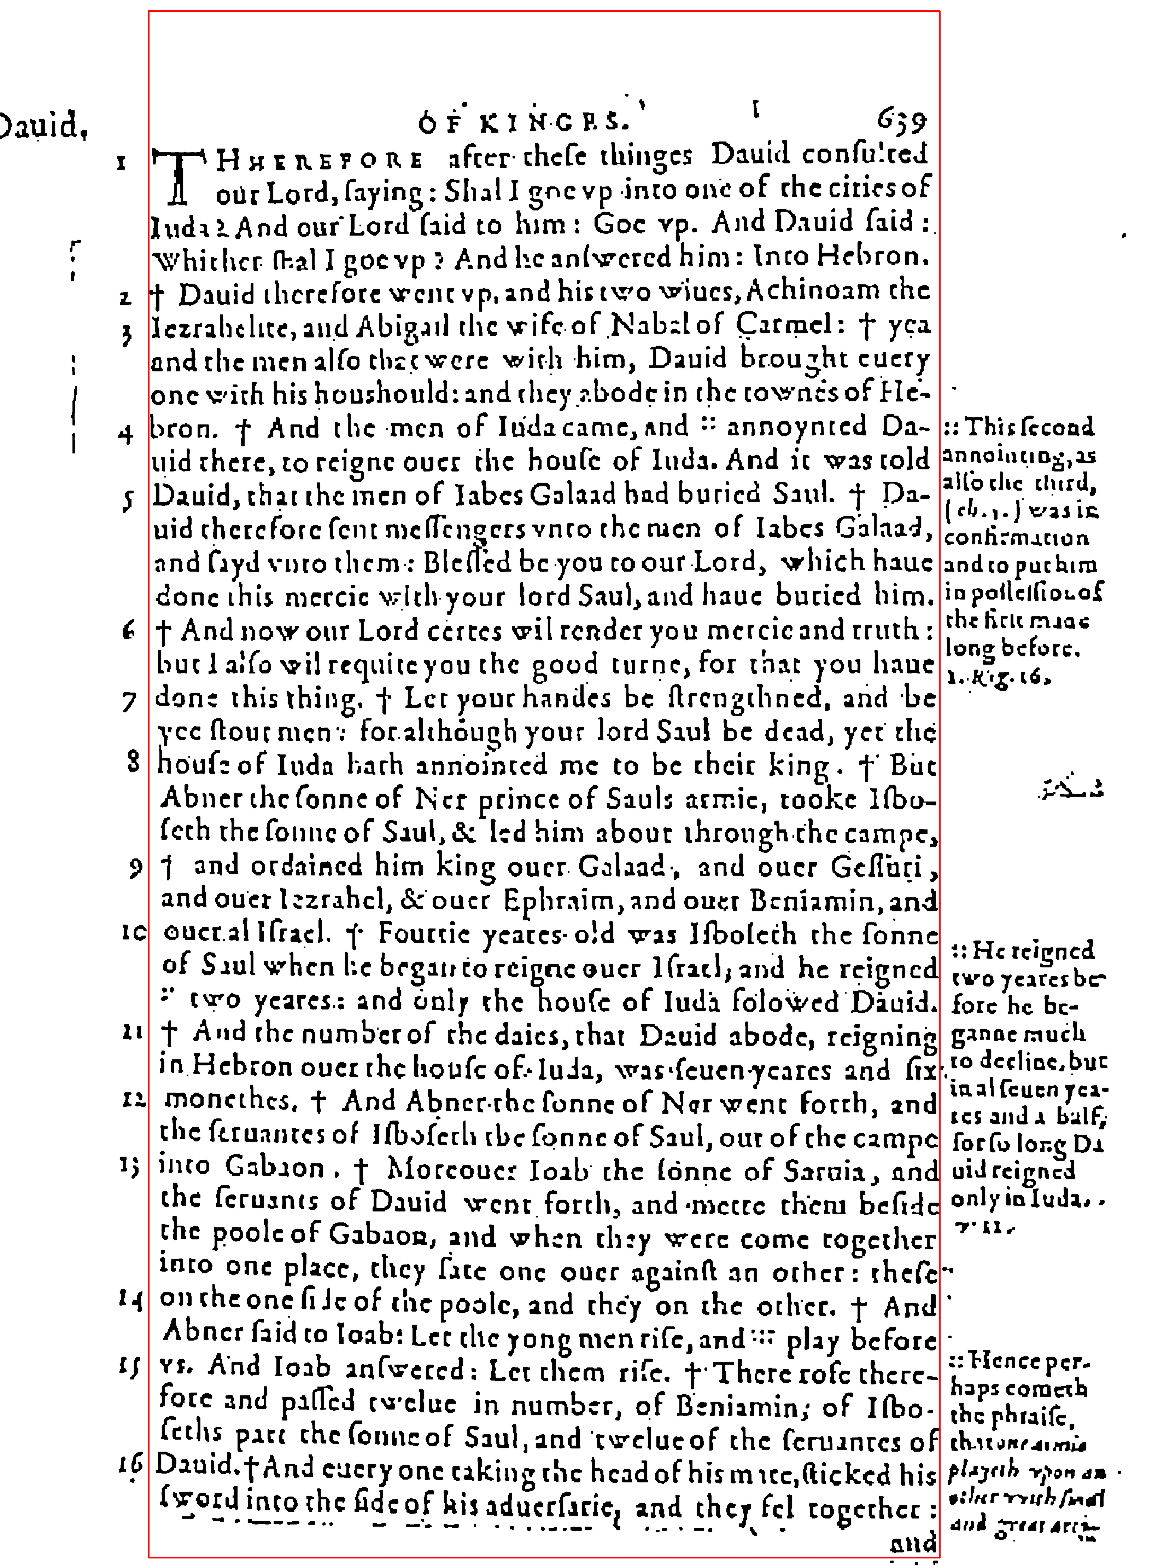 Dauid,
OF KINGES.
639
1 THHEREFORE after these thinges Dauid consulted
our Lord, saying: Shal I goe vp into one of the cities of
Iuda? And our Lord said to him: Goe vp. And Dauid said:
Whither shal I goe vp? And he answered him: Into Hebron.
2 † Dauid therefore went vp, and his two wiues, Achinoam the
3 Iezrahelite, and Abigail the wife of Nabal of Carmel: † yea
and the men also that were with him, Dauid brought euery
one with his houshould: and they abode in the townes of He-
4 bron. † And the men of Iuda came, and :: annoynted Da-
uid there, to reigne ouer the house of Iuda. And it was told
5 Dauid, that the men of Iabes Galaad had buried Saul. † Da-
uid therefore sent messengers vnto the men of Iabes Galaad,
and sayd vnto them: Blessed be you to our Lord, which haue
done this mercie with your lord Saul, and haue buried him.
6 † And now our Lord certes wil render you mercie and truth:
but I also wil requite you the good turne, for that you haue
7 done this thing. † Let your handes be strengthned, and be
yee stout men: for although your lord Saul be dead, yet the
8 house of Iuda hath annointed me to be their king. † But
Abner the sonne of Ner prince of Sauls armie, tooke Isbo-
seth the sonne of Saul, & led him about through the campe,
9 † and ordained him king ouer Galaad, and ouer Gessuri,
and ouer Iezrahel, & ouer Ephraim, and ouer Beniamin, and
10 ouer al Israel. † Fourtie yeares old was Isboseth the sonne
of Saul when he began to reigne ouer Israel, and he reigned
:: two yeares: and only the house of Iuda folowed Dauid.
11 † And the number of the daies, that Dauid abode, reigning
in Hebron ouer the house of Iuda, was seuen yeares and six
12 monethes. † And Abner the sonne of Ner went forth, and
the seruantes of Isboseth the sonne of Saul, out of the campe
13 into Gabaon. † Moreouer Ioab the sonne of Saruia, and
the seruants of Dauid went forth, and mette them beside
the poole of Gabaon, and when they were come together
into one place, they sate one ouer against an other: these
14 on the one side of the poole, and they on the other. † And
Abner said to Ioab: Let the yong men rise, and :: play before
15 vs. And Ioab answered: Let them rise. † There rose there-
fore and passed twelue in number, of Beniamin, of Isbo-
seths part the sonne of Saul, and twelue of the seruantes of
16 Dauid. † And euery one taking the head of his mate, sticked his
sword into the side of his aduersarie, and they fel together:
and
:: This second
annointing, as
also the third,
(ch. 5.) was in
confirmation
and to put him
in possession of
the first made
long before.
1. Reg. 16.
:: He reigned
two yeares be-
fore he be-
ganne much
to decline, but
in al seuen yea-
res and a half;
for so long Da
uid reigned
only in Iuda.
v. 11.
:: Hence per-
haps cometh
the phraise,
that one armie
playeth vpon an
other with smal
and great